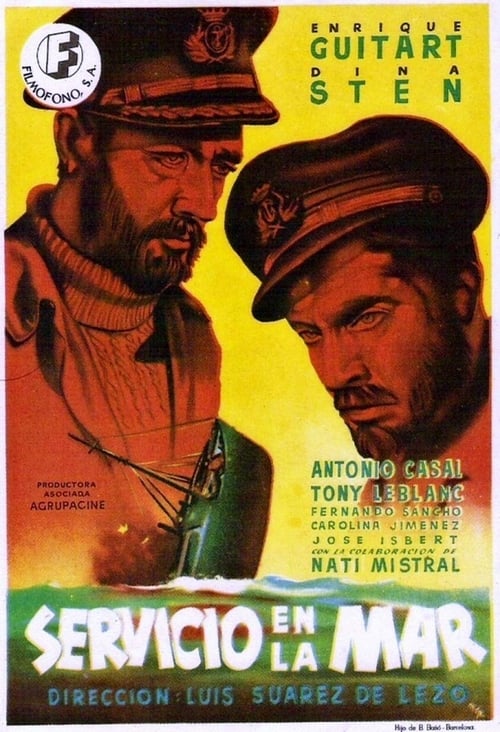 FILMOFONO, S.A.
ENRIQUE
GUITART
DINA
STEN
PRODUCTORA
ASOCIADA
AGRUPACINE
ANTONIO CASAL
TONY LEBLANC
FERNANDO SANCHO
CAROLINA JIMENEZ
JOSE ISBERT
CON LA COLABORACION DE
NATI MISTRAL
SERVICIO EN LA MAR
DIRECCION: LUIS SUAREZ DE LEZO